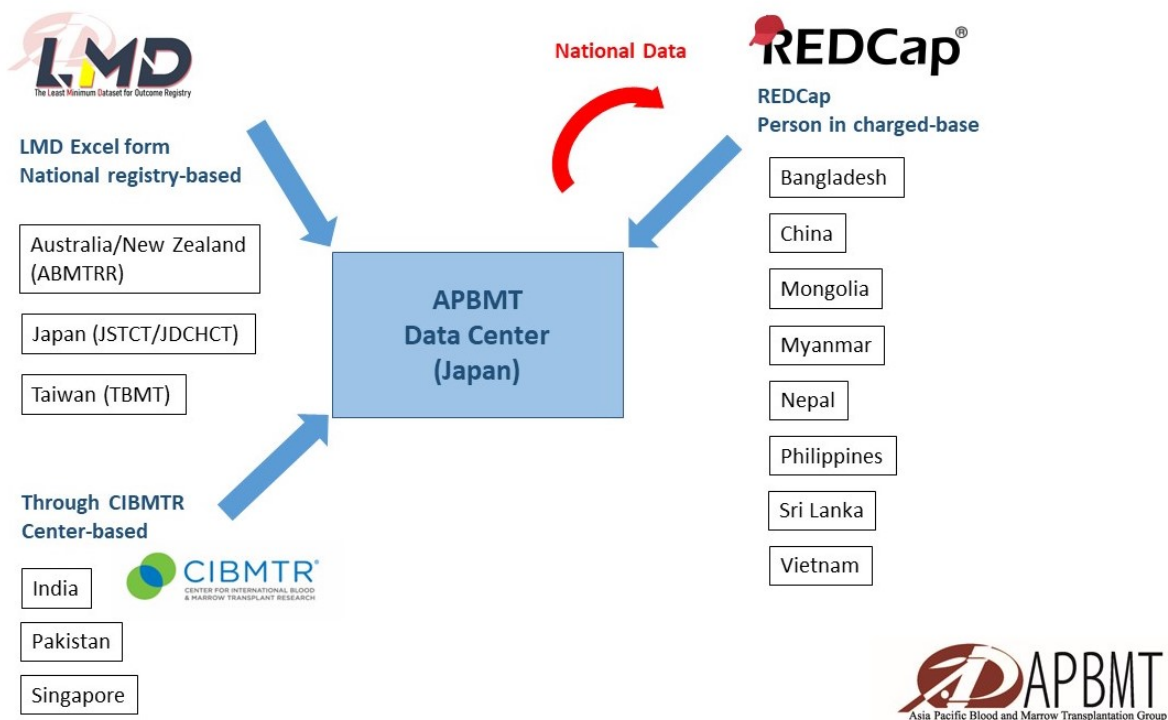 LMD
The Least Minimum Dataset for Outcome Registry
LMD Excel form
National registry-based
Australia/New Zealand
(ABMTRR)
Japan (JSTCT/JDCHCT)
Taiwan (TBMT)
Through CIBMTR
Center-based
CIBMTR®
CENTER FOR INTERNATIONAL BLOOD
& MARROW TRANSPLANT RESEARCH
India
Pakistan
Singapore
National Data
APBMT
Data Center
(Japan)
REDCap®
REDCap
Person in charged-base
Bangladesh
China
Mongolia
Myanmar
Nepal
Philippines
Sri Lanka
Vietnam
APBMT
Asia Pacific Blood and Marrow Transplantation Group